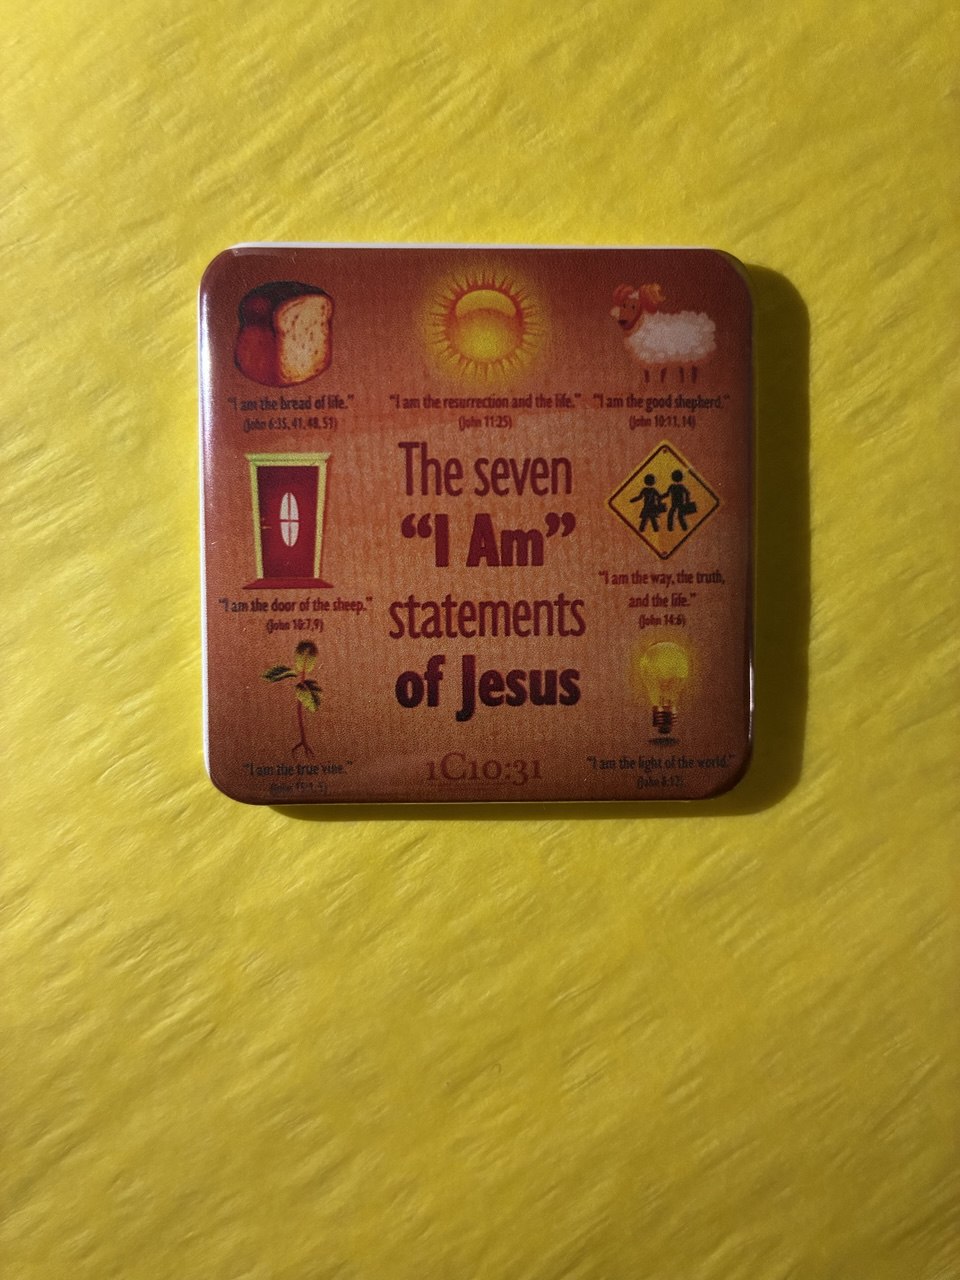 "I am the bread of life."
(John 6:35, 41, 48, 51)
"I am the resurrection and the life."
(John 11:25)
"I am the good shepherd."
(John 10:11, 14)
The seven
"I Am"
statements
of Jesus
"I am the door of the sheep."
(John 10:7,9)
"I am the way, the truth,
and the life."
(John 14:6)
"I am the true vine."
"I am the light of the world."
(John 8:12)
1C10:31